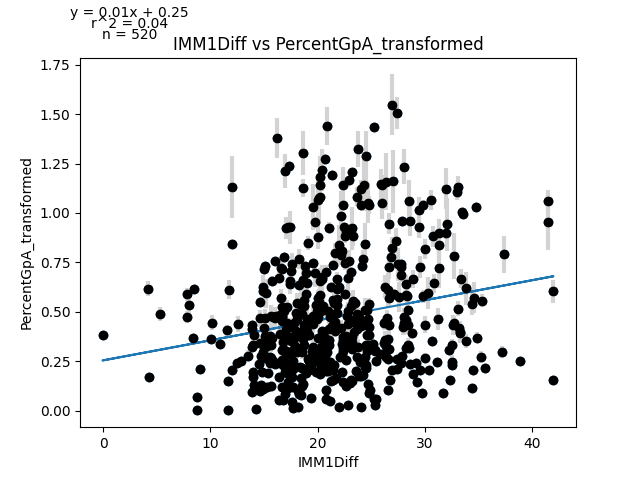 y = 0.01x + 0.25
r^2 = 0.04
n = 520
IMM1Diff vs PercentGpA_transformed
1.75
1.50
1.25
1.00
0.75
0.50
0.25
0.00
PercentGpA_transformed
0 10 20 30 40
IMM1Diff